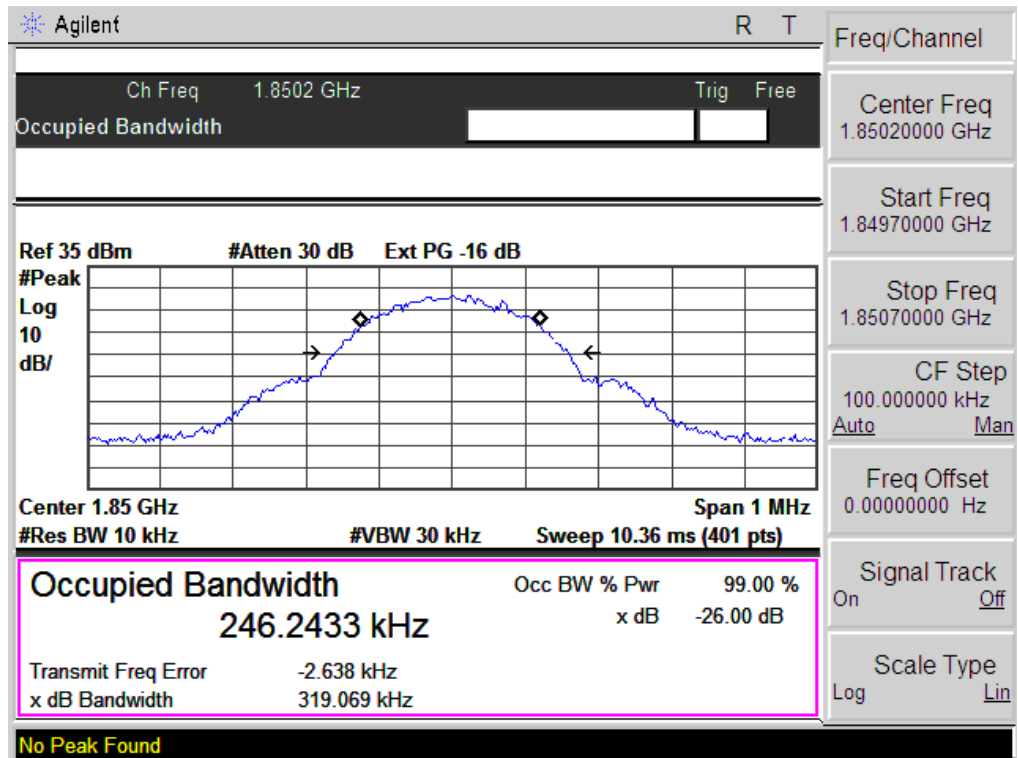 Agilent R T
Ch Freq 1.8502 GHz Trig Free
Occupied Bandwidth
Ref 35 dBm #Atten 30 dB Ext PG -16 dB
#Peak
Log
10
dB/
Center 1.85 GHz Span 1 MHz
#Res BW 10 kHz #VBW 30 kHz Sweep 10.36 ms (401 pts)
Occupied Bandwidth Occ BW % Pwr 99.00 %
246.2433 kHz x dB -26.00 dB
Transmit Freq Error -2.638 kHz
x dB Bandwidth 319.069 kHz
No Peak Found
Freq/Channel
Center Freq
1.85020000 GHz
Start Freq
1.84970000 GHz
Stop Freq
1.85070000 GHz
CF Step
100.000000 kHz
Auto Man
Freq Offset
0.00000000 Hz
Signal Track
On Off
Scale Type
Log Lin